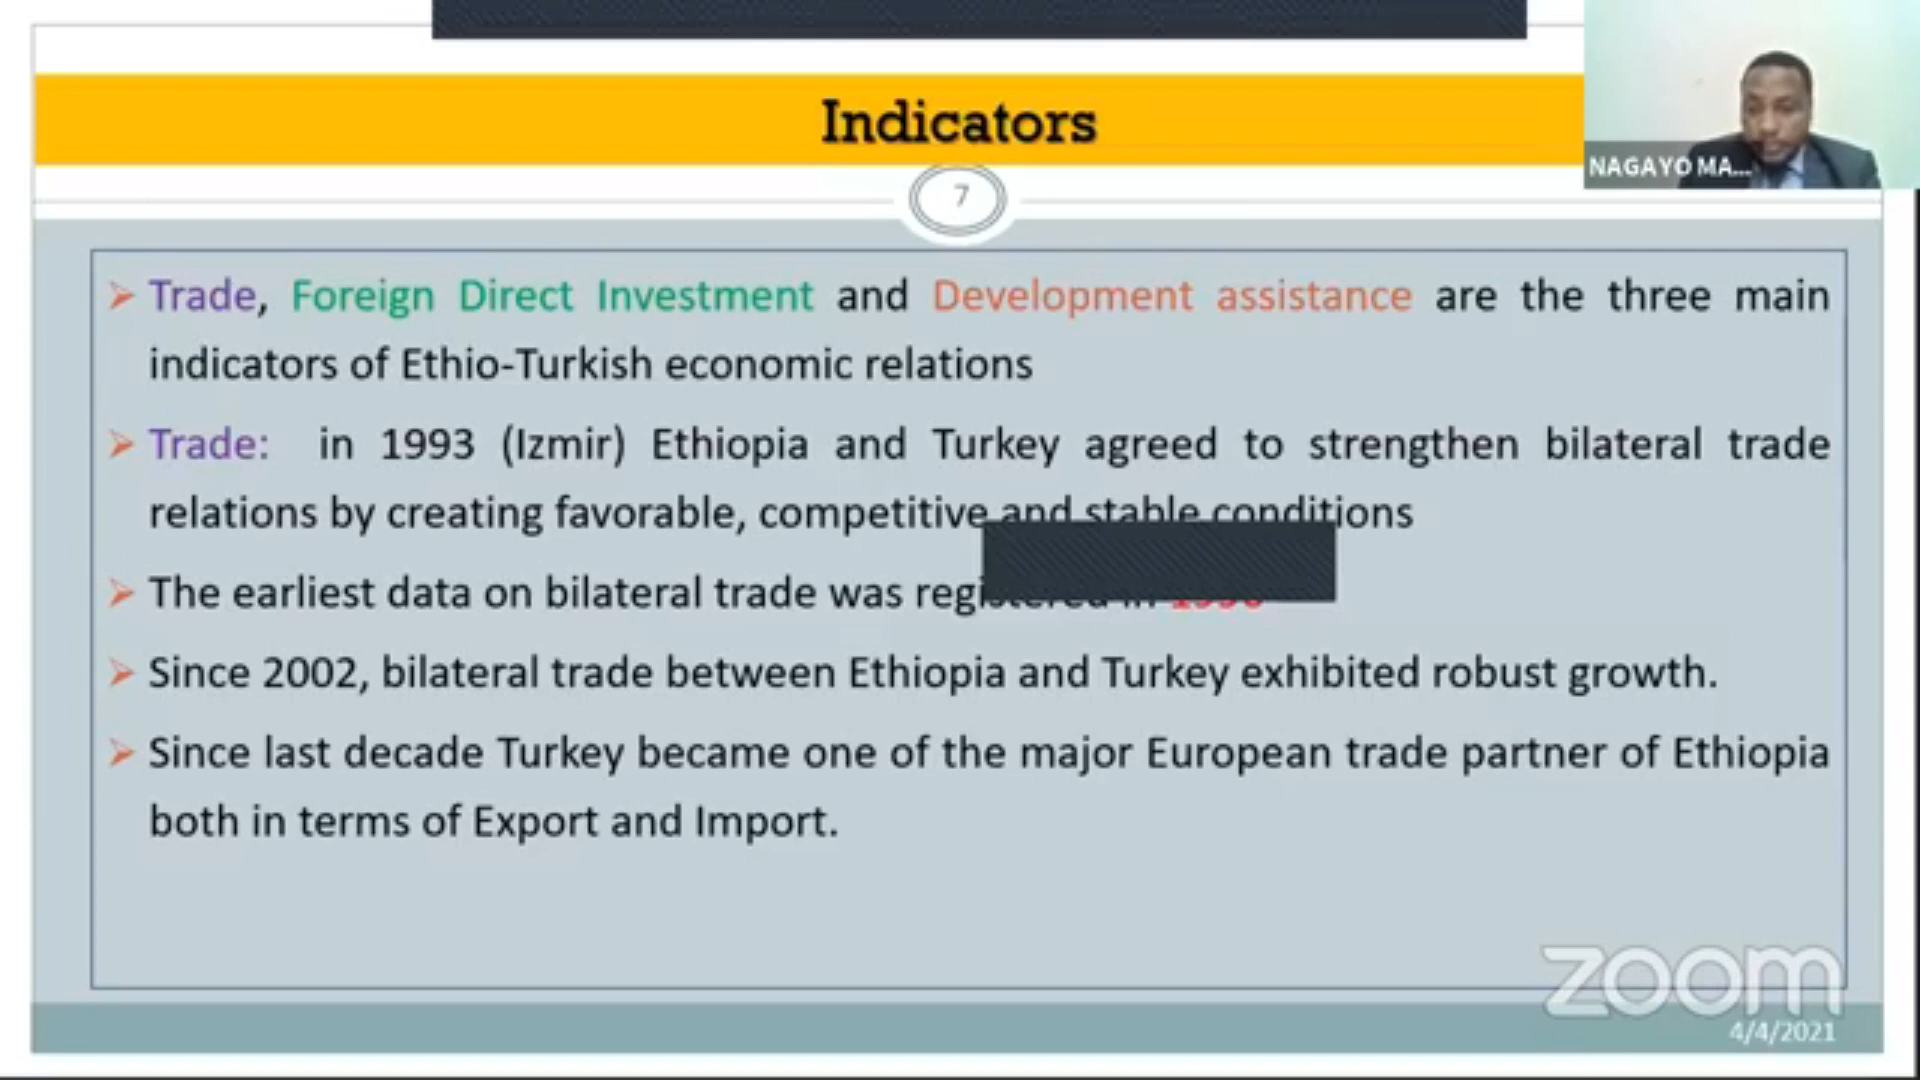 Indicators
NAGAYO MA...
7
➢ Trade, Foreign Direct Investment and Development assistance are the three main
indicators of Ethio-Turkish economic relations
➢ Trade: in 1993 (Izmir) Ethiopia and Turkey agreed to strengthen bilateral trade
relations by creating favorable, competitive and stable conditions
➢ The earliest data on bilateral trade was registered in
➢ Since 2002, bilateral trade between Ethiopia and Turkey exhibited robust growth.
➢ Since last decade Turkey became one of the major European trade partner of Ethiopia
both in terms of Export and Import.
zoom
4/4/2021